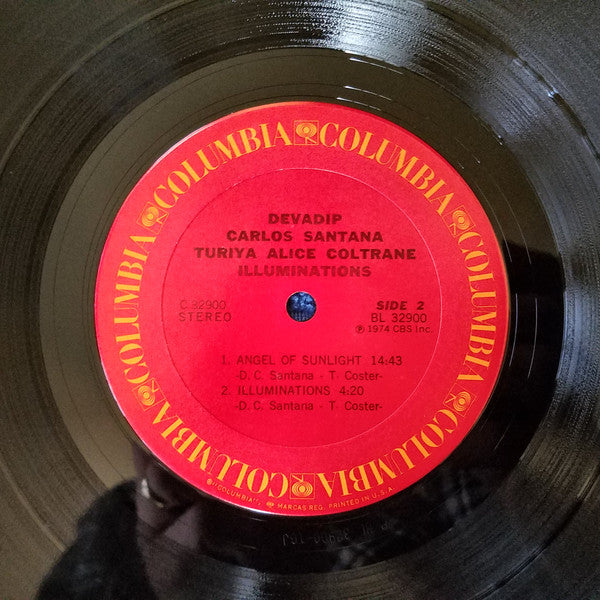 DEVADIP
CARLOS SANTANA
TURIYA ALICE COLTRANE
ILLUMINATIONS
C 32900
STEREO
SIDE 2
BL 32900
Ⓟ 1974 CBS Inc.
1. ANGEL OF SUNLIGHT 14:43
-D. C. Santana - T. Coster-
2. ILLUMINATIONS 4:20
-D. C. Santana - T. Coster-
COLUMBIA COLUMBIA COLUMBIA COLUMBIA COLUMBIA COLUMBIA
"COLUMBIA" MARCAS REG. PRINTED IN U.S.A.